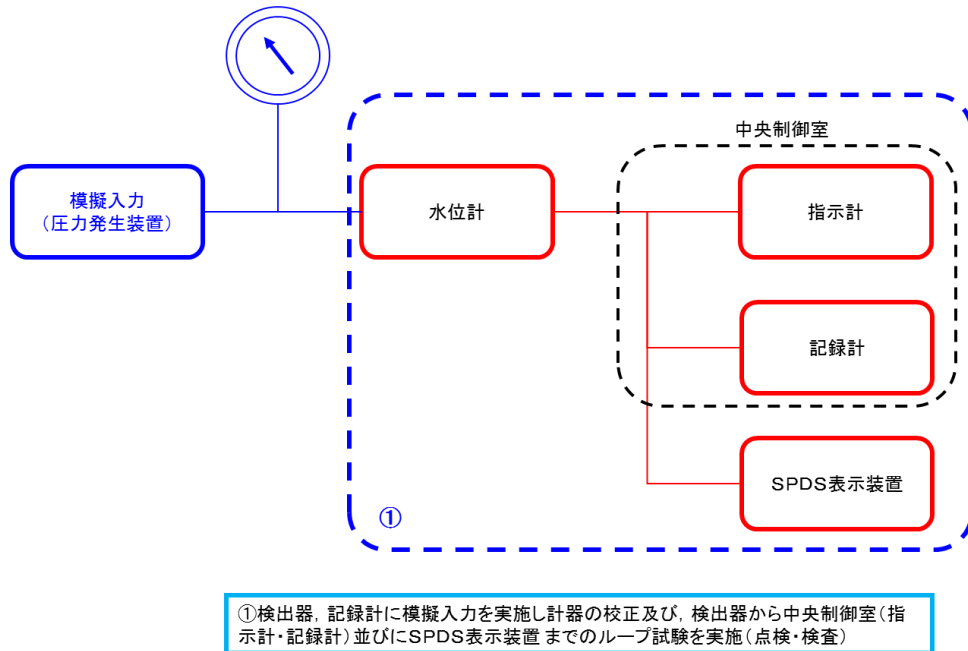 中央制御室
模擬入力
(圧力発生装置)
水位計
指示計
記録計
SPDS表示装置
①
①検出器, 記録計に模擬入力を実施し計器の校正及び, 検出器から中央制御室(指
示計・記録計)並びにSPDS表示装置までのループ試験を実施(点検・検査)